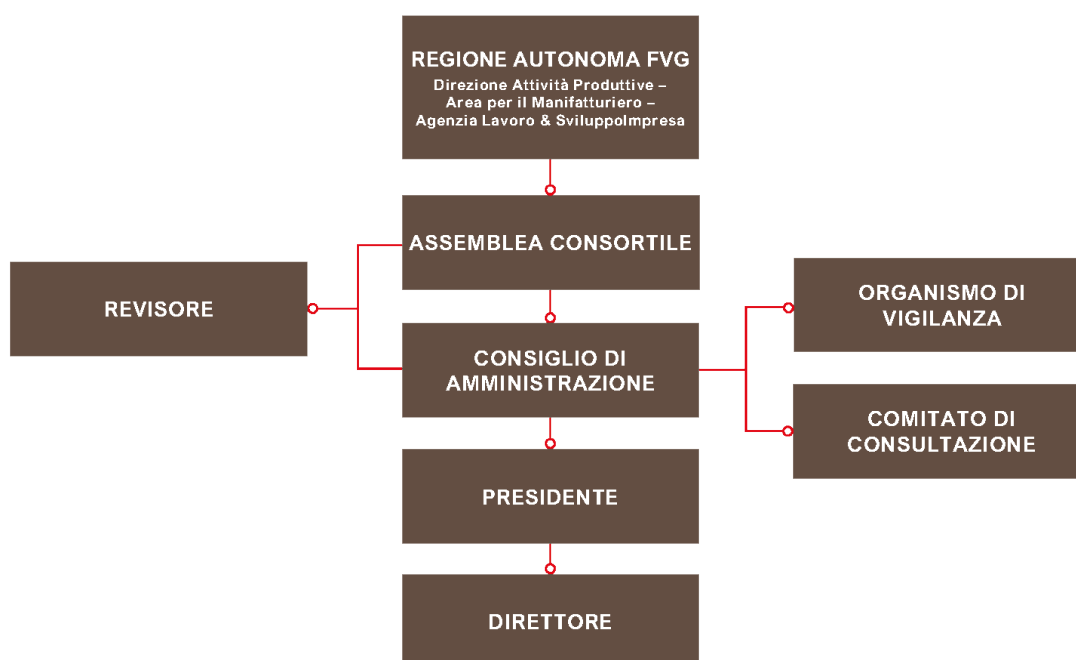 REGIONE AUTONOMA FVG
Direzione Attività Produttive –
Area per il Manifatturiero –
Agenzia Lavoro & SviluppoImpresa
ASSEMBLEA CONSORTILE
REVISORE
ORGANISMO DI
VIGILANZA
CONSIGLIO DI
AMMINISTRAZIONE
COMITATO DI
CONSULTAZIONE
PRESIDENTE
DIRETTORE